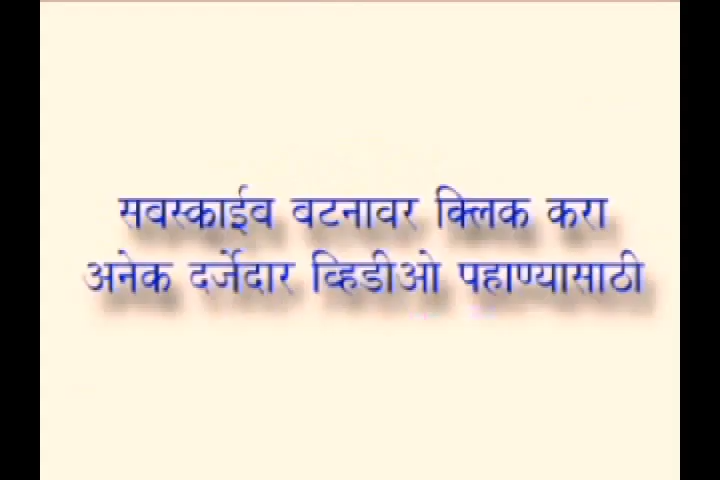 सबस्काईब बटनावर क्लिक करा
अनेक दर्जेदार व्हिडीओ पहाण्यासाठी